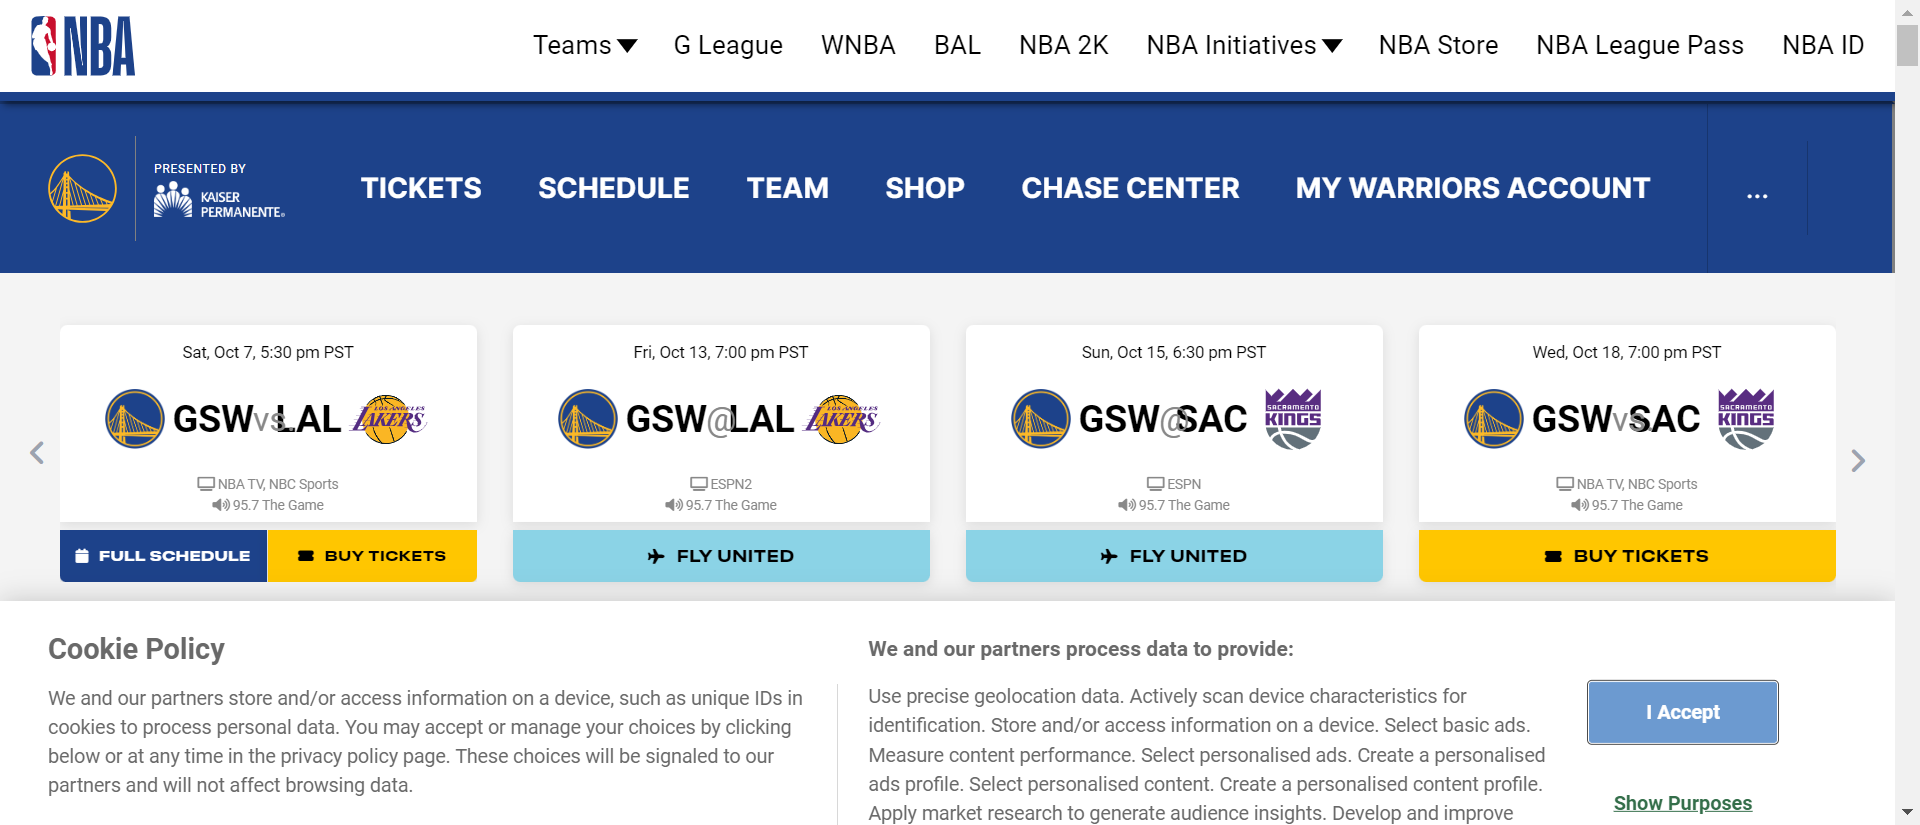 NBA
Teams G League WNBA BAL NBA 2K NBA Initiatives NBA Store NBA League Pass NBA ID
PRESENTED BY
KAISER
PERMANENTE®
TICKETS SCHEDULE TEAM SHOP CHASE CENTER MY WARRIORS ACCOUNT ...
Sat, Oct 7, 5:30 pm PST
GSW vs. LAL
LOS ANGELES
LAKERS
NBA TV, NBC Sports
95.7 The Game
FULL SCHEDULE
BUY TICKETS
Fri, Oct 13, 7:00 pm PST
GSW @ LAL
LOS ANGELES
LAKERS
ESPN2
95.7 The Game
FLY UNITED
Sun, Oct 15, 6:30 pm PST
GSW @ SAC
SACRAMENTO
KINGS
ESPN
95.7 The Game
FLY UNITED
Wed, Oct 18, 7:00 pm PST
GSW vs. SAC
SACRAMENTO
KINGS
NBA TV, NBC Sports
95.7 The Game
BUY TICKETS
Cookie Policy
We and our partners store and/or access information on a device, such as unique IDs in
cookies to process personal data. You may accept or manage your choices by clicking
below or at any time in the privacy policy page. These choices will be signaled to our
partners and will not affect browsing data.
We and our partners process data to provide:
Use precise geolocation data. Actively scan device characteristics for
identification. Store and/or access information on a device. Select basic ads.
Measure content performance. Select personalised ads. Create a personalised
ads profile. Select personalised content. Create a personalised content profile.
Apply market research to generate audience insights. Develop and improve
I Accept
Show Purposes